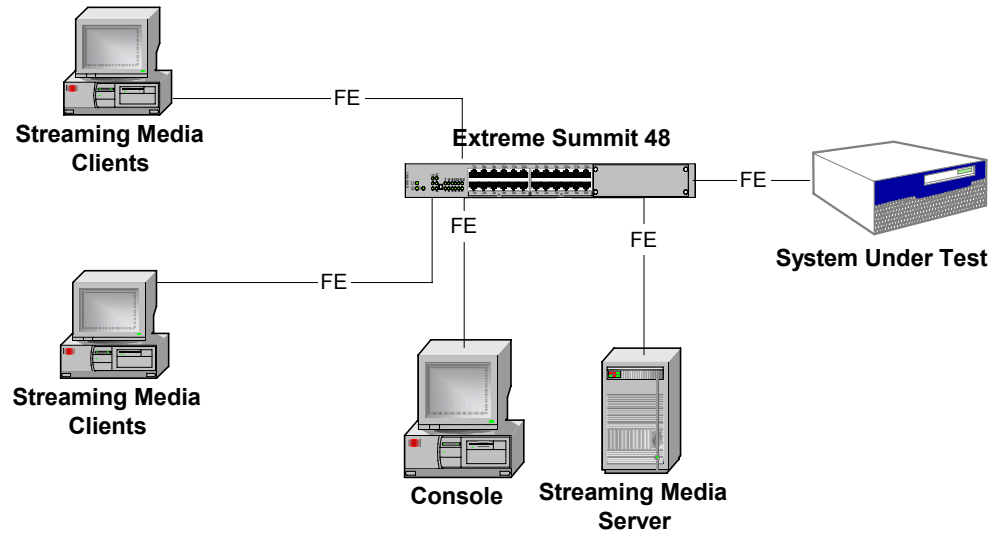 FE
Streaming Media
Clients
Extreme Summit 48
FE
System Under Test
FE
FE
FE
Streaming Media
Clients
Console
Streaming Media
Server